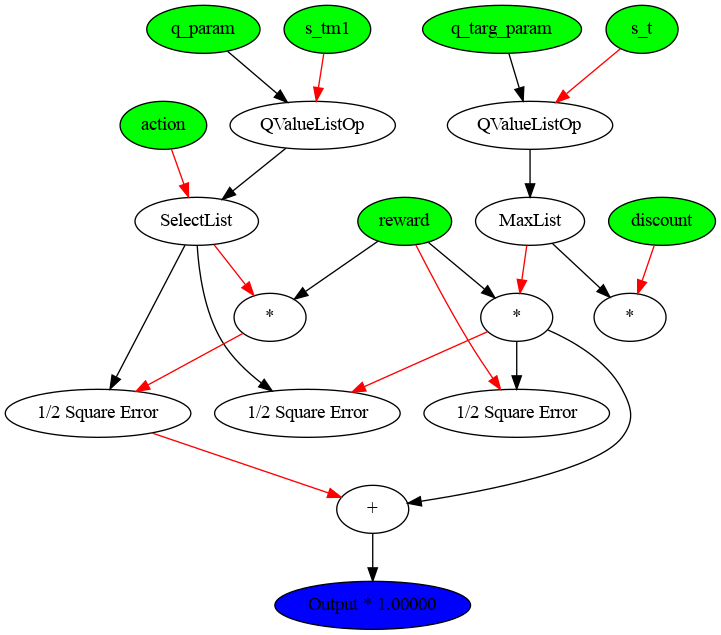 q_param
s_tm1
q_targ_param
s_t
action
QValueListOp
QValueListOp
SelectList
reward
MaxList
discount
*
*
*
1/2 Square Error
1/2 Square Error
1/2 Square Error
+
Output * 1.00000